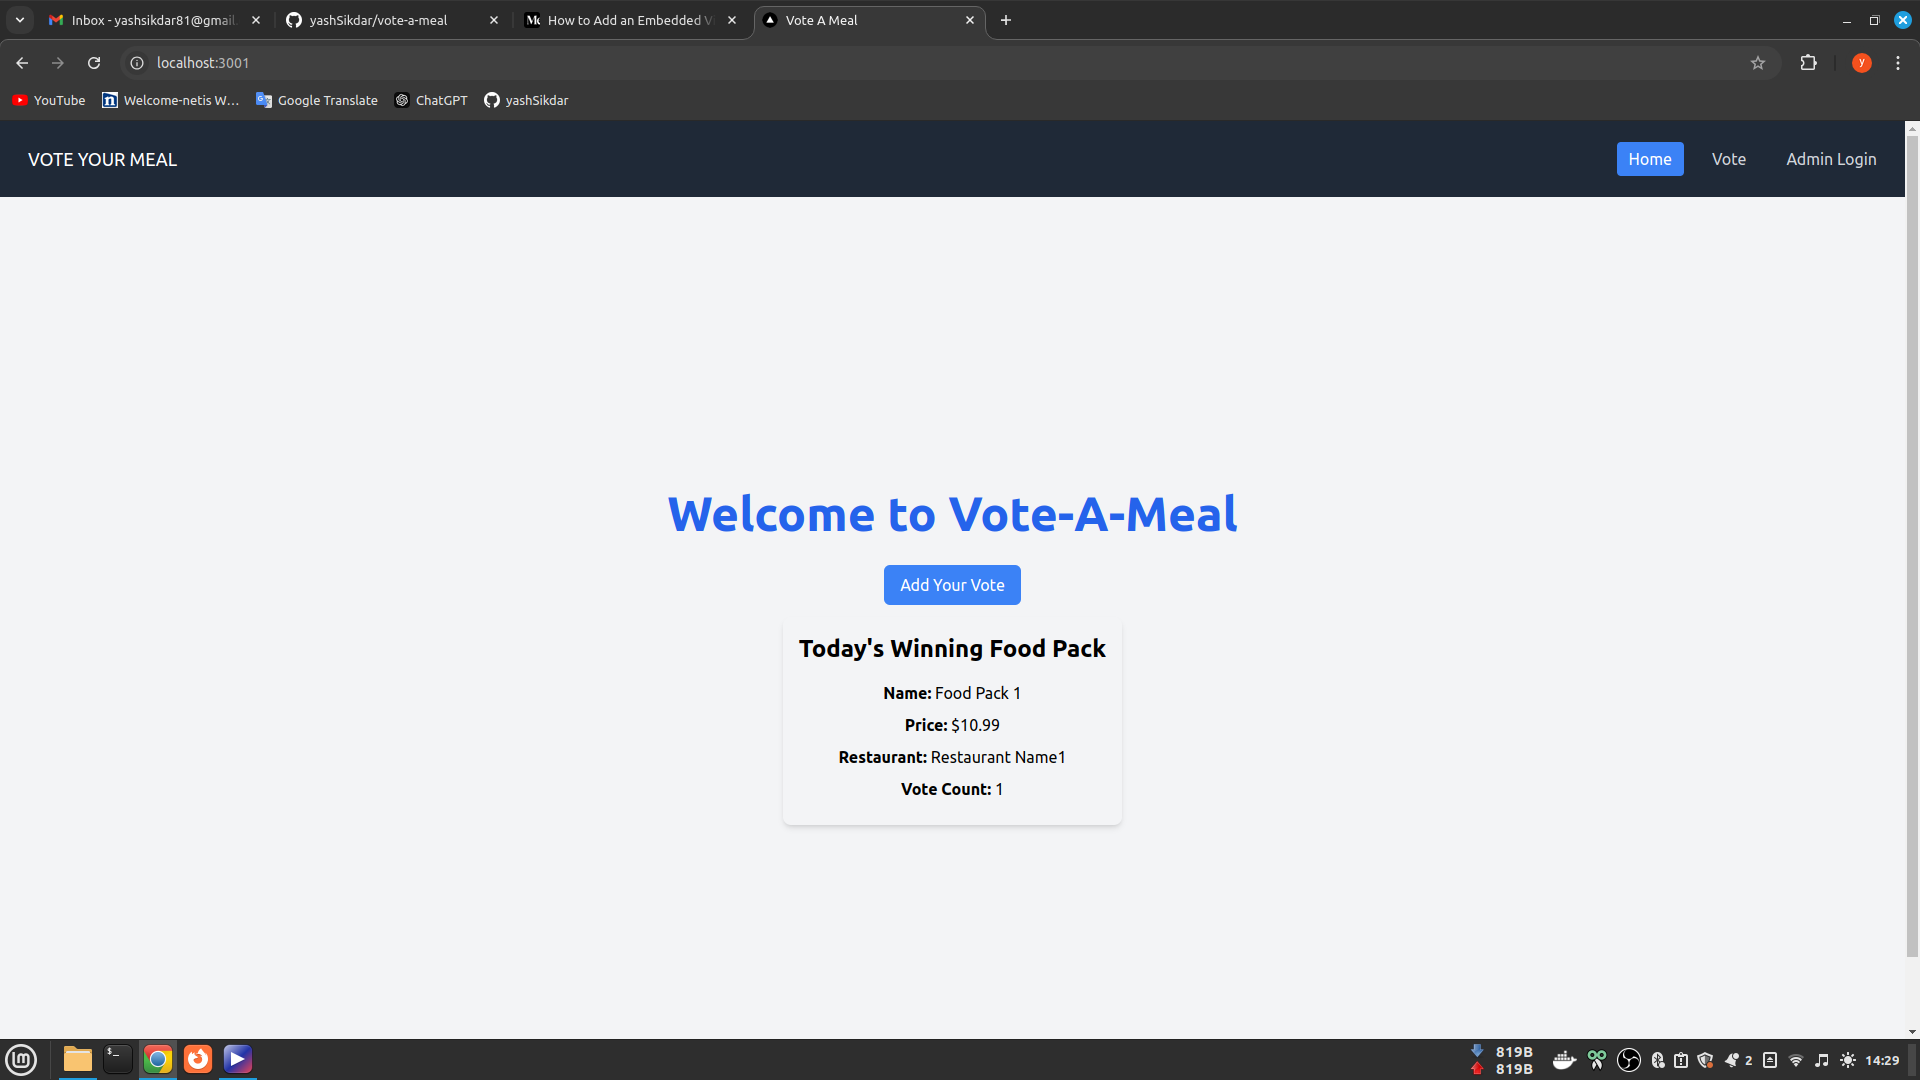 Inbox - yashsikdar81@gmail.
yashSikdar/vote-a-meal
How to Add an Embedded V
Vote A Meal
localhost:3001
y
YouTube
Welcome-netis W...
Google Translate
ChatGPT
yashSikdar
VOTE YOUR MEAL
Home
Vote
Admin Login
Welcome to Vote-A-Meal
Add Your Vote
Today's Winning Food Pack
Name: Food Pack 1
Price: $10.99
Restaurant: Restaurant Name1
Vote Count: 1
819B
819B
2
14:29